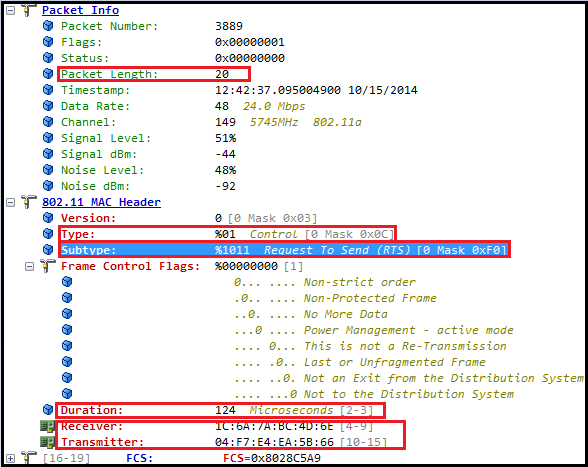 Packet Info
Packet Number: 3889
Flags: 0x00000001
Status: 0x00000000
Packet Length: 20
Timestamp: 12:42:37.095004900 10/15/2014
Data Rate: 48 24.0 Mbps
Channel: 149 5745MHz 802.11a
Signal Level: 51%
Signal dBm: -44
Noise Level: 48%
Noise dBm: -92
802.11 MAC Header
Version: 0 [0 Mask 0x03]
Type: %01 Control [0 Mask 0x0C]
Subtype: %1011 Request To Send (RTS) [0 Mask 0xF0]
Frame Control Flags: %00000000 [1]
0... .... Non-strict order
.0.. .... Non-Protected Frame
..0. .... No More Data
...0 .... Power Management - active mode
.... 0... This is not a Re-Transmission
.... .0.. Last or Unfragmented Frame
.... ..0. Not an Exit from the Distribution System
.... ...0 Not to the Distribution System
Duration: 124 Microseconds [2-3]
Receiver: 1C:6A:7A:BC:4D:6E [4-9]
Transmitter: 04:F7:E4:EA:5B:66 [10-15]
[16-19] FCS: FCS=0x8028C5A9